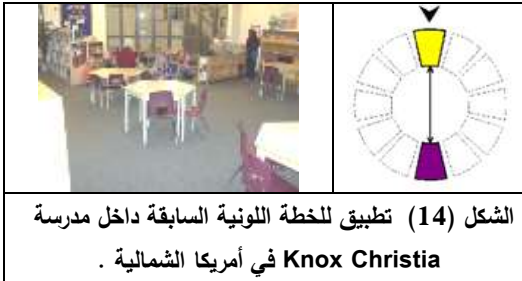 الشكل (14) تطبيق للخطة اللونية السابقة داخل مدرسة
Knox Christia في أمريكا الشمالية .